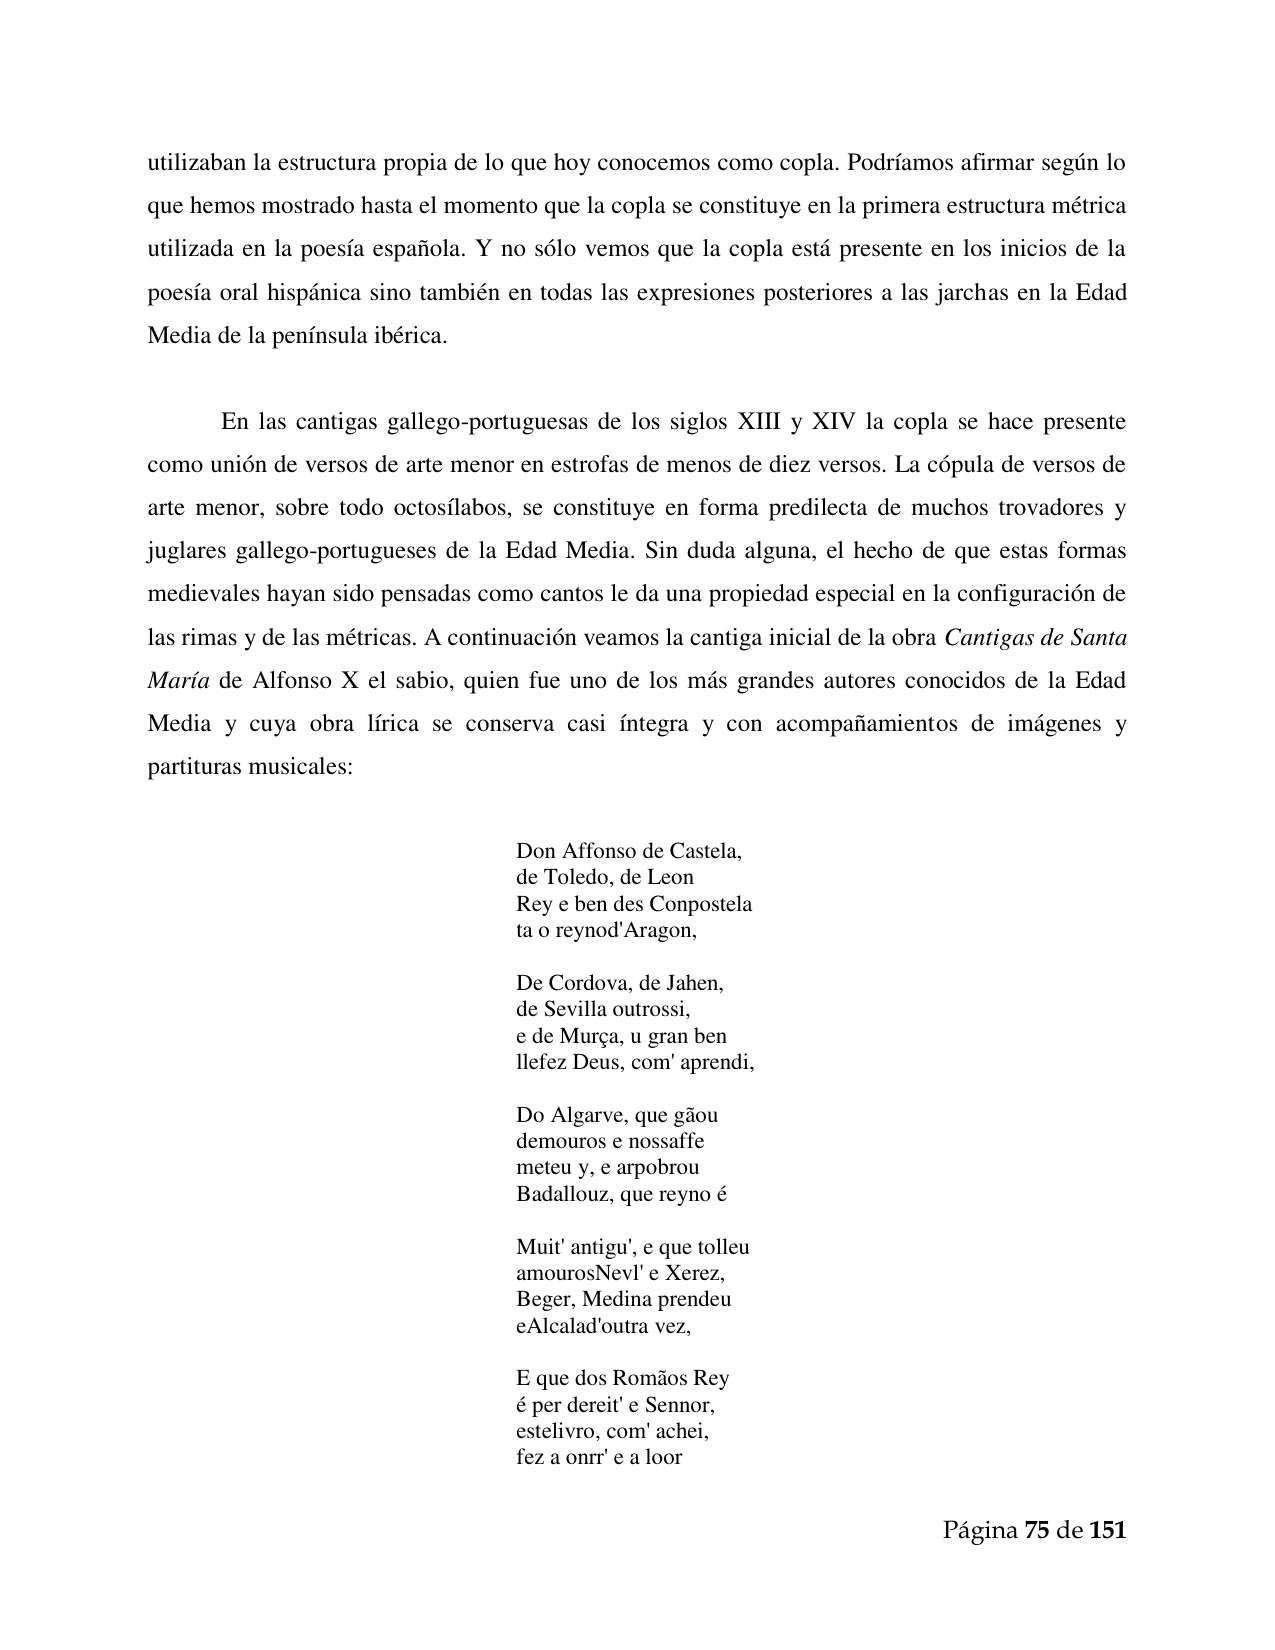 utilizaban la estructura propia de lo que hoy conocemos como copla. Podríamos afirmar según lo
que hemos mostrado hasta el momento que la copla se constituye en la primera estructura métrica
utilizada en la poesía española. Y no sólo vemos que la copla está presente en los inicios de la
poesía oral hispánica sino también en todas las expresiones posteriores a las jarchas en la Edad
Media de la península ibérica.
En las cantigas gallego-portuguesas de los siglos XIII y XIV la copla se hace presente
como unión de versos de arte menor en estrofas de menos de diez versos. La cópula de versos de
arte menor, sobre todo octosílabos, se constituye en forma predilecta de muchos trovadores y
juglares gallego-portugueses de la Edad Media. Sin duda alguna, el hecho de que estas formas
medievales hayan sido pensadas como cantos le da una propiedad especial en la configuración de
las rimas y de las métricas. A continuación veamos la cantiga inicial de la obra Cantigas de Santa
María de Alfonso X el sabio, quien fue uno de los más grandes autores conocidos de la Edad
Media y cuya obra lírica se conserva casi íntegra y con acompañamientos de imágenes y
partituras musicales:
Don Affonso de Castela,
de Toledo, de Leon
Rey e ben des Conpostela
ta o reynod'Aragon,
De Cordova, de Jahen,
de Sevilla outrossi,
e de Murça, u gran ben
llefez Deus, com' aprendi,
Do Algarve, que gãou
demouros e nossaffe
meteu y, e arpobrou
Badallouz, que reyno é
Muit' antigu', e que tolleu
amourosNevl' e Xerez,
Beger, Medina prendeu
eAlcalad'outra vez,
E que dos Romãos Rey
é per dereit' e Sennor,
estelivro, com' achei,
fez a onrr' e a loor
Página 75 de 151